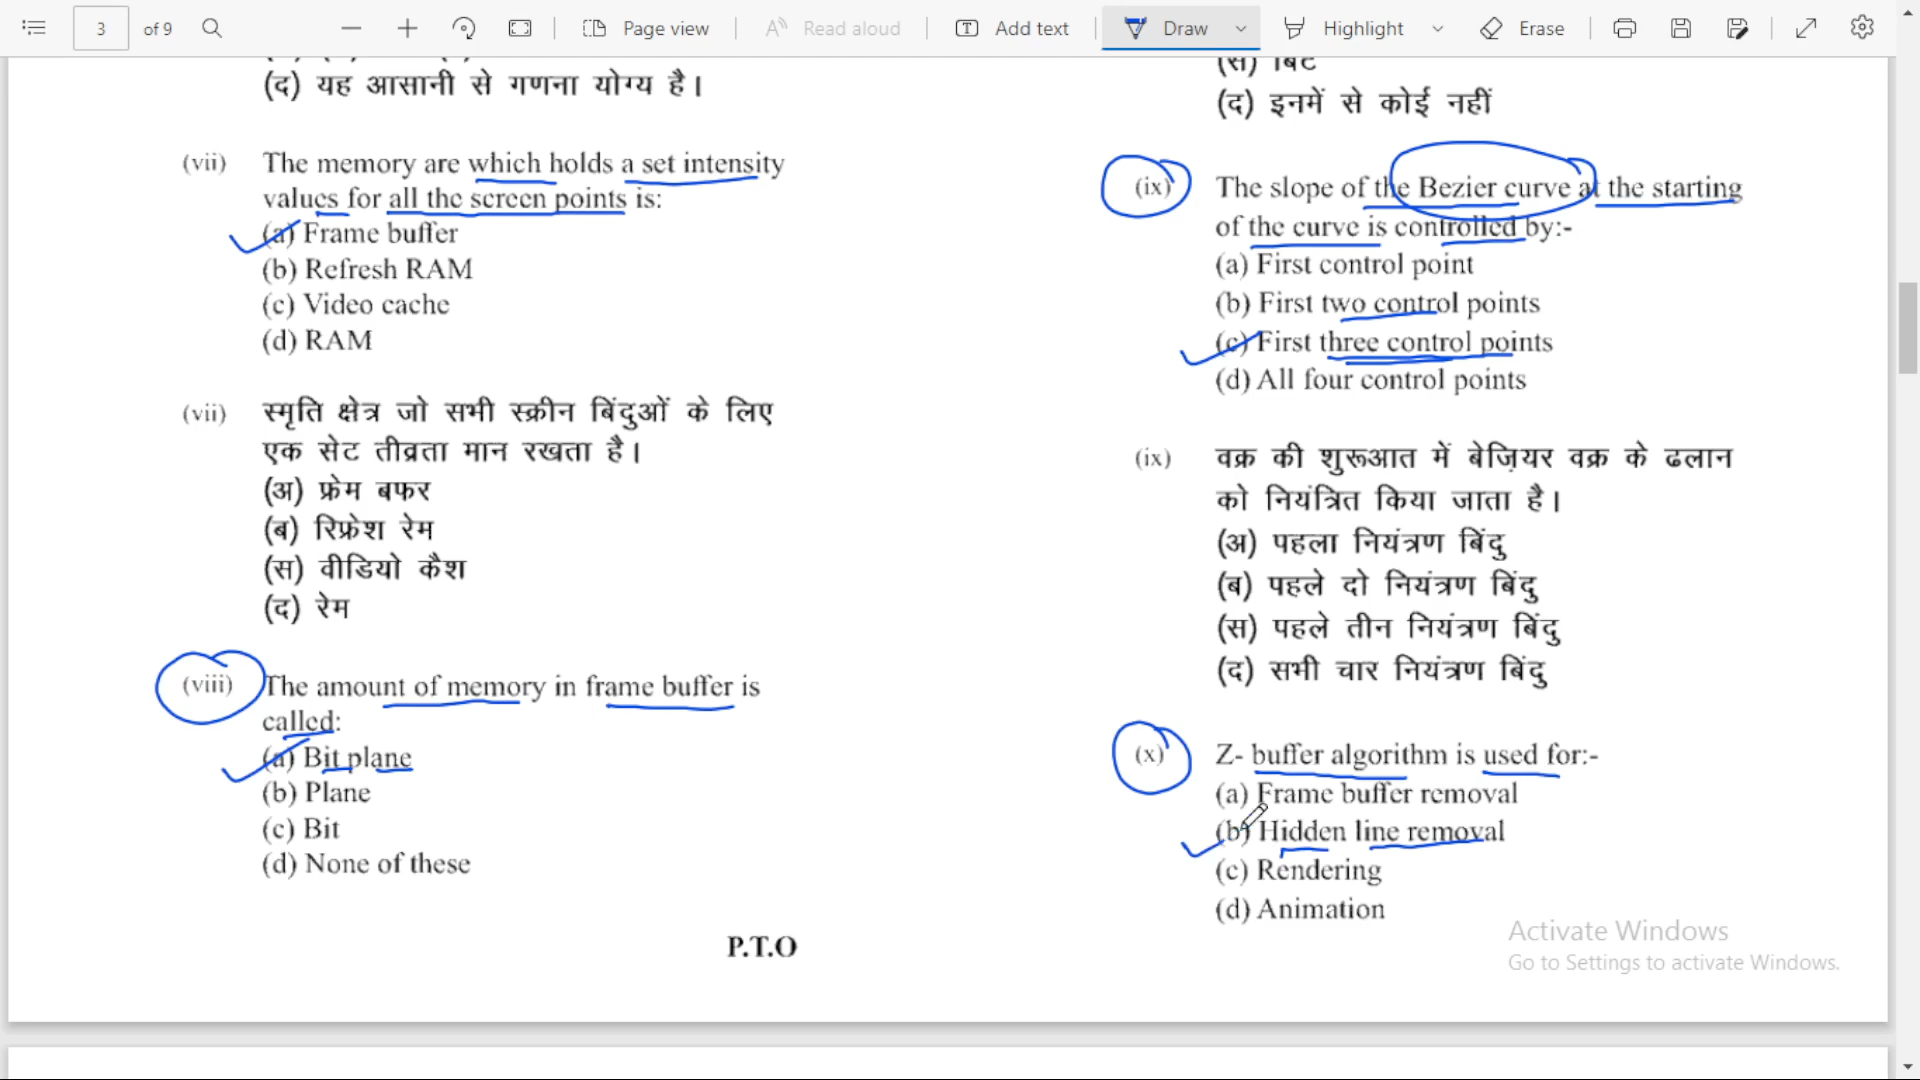 3 of 9 Page view Read aloud Add text Draw Highlight Erase
(द) यह आसानी से गणना योग्य है।
(vii) The memory are which holds a set intensity
values for all the screen points is:
(a) Frame buffer
(b) Refresh RAM
(c) Video cache
(d) RAM
(vii) स्मृति क्षेत्र जो सभी स्क्रीन बिंदुओं के लिए
एक सेट तीव्रता मान रखता है।
(अ) फ्रेम बफर
(ब) रिफ्रेश रेम
(स) वीडियो कैश
(द) रेम
(viii) The amount of memory in frame buffer is
called:
(a) Bit plane
(b) Plane
(c) Bit
(d) None of these
(स) बिट
(द) इनमें से कोई नहीं
(ix) The slope of the Bezier curve at the starting
of the curve is controlled by:-
(a) First control point
(b) First two control points
(c) First three control points
(d) All four control points
(ix) वक्र की शुरूआत में बेज़ियर वक्र के ढलान
को नियंत्रित किया जाता है।
(अ) पहला नियंत्रण बिंदु
(ब) पहले दो नियंत्रण बिंदु
(स) पहले तीन नियंत्रण बिंदु
(द) सभी चार नियंत्रण बिंदु
(x) Z- buffer algorithm is used for:-
(a) Frame buffer removal
(b) Hidden line removal
(c) Rendering
(d) Animation
P.T.O
Activate Windows
Go to Settings to activate Windows.